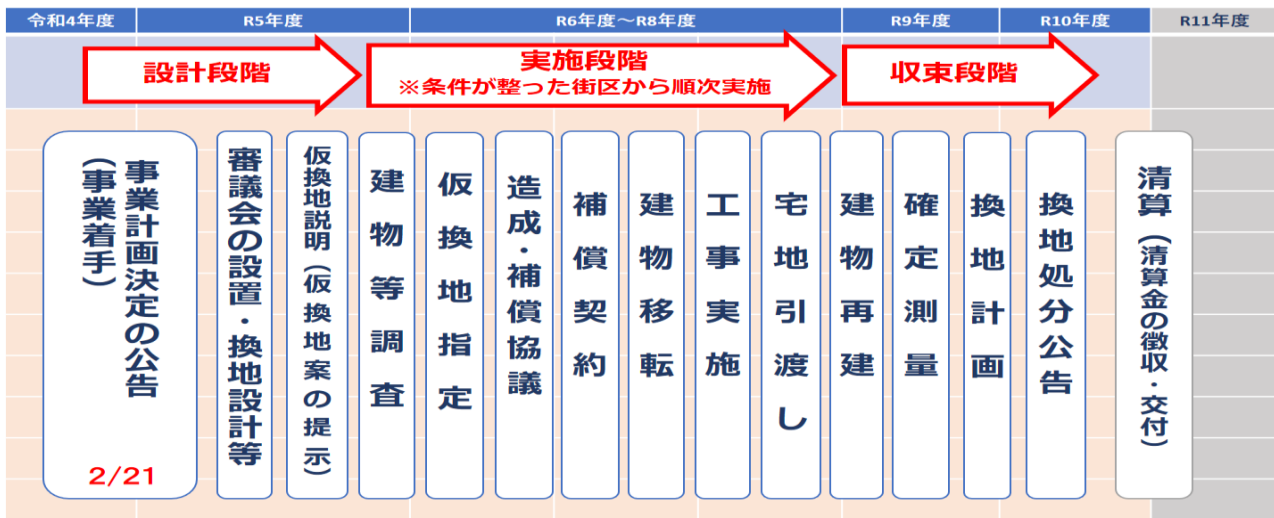 令和4年度
R5年度
R6年度～R8年度
R9年度
R10年度
R11年度
設計段階
実施段階
※条件が整った街区から順次実施
収束段階
事業計画決定の公告
(事業着手)
2/21
審議会の設置・換地設計等
仮換地説明(仮換地案の提示)
建物等調査
仮換地指定
造成・補償協議
補償契約
建物移転
工事実施
宅地引渡し
建物再建
確定測量
換地計画
換地処分公告
清算(清算金の徴収・交付)